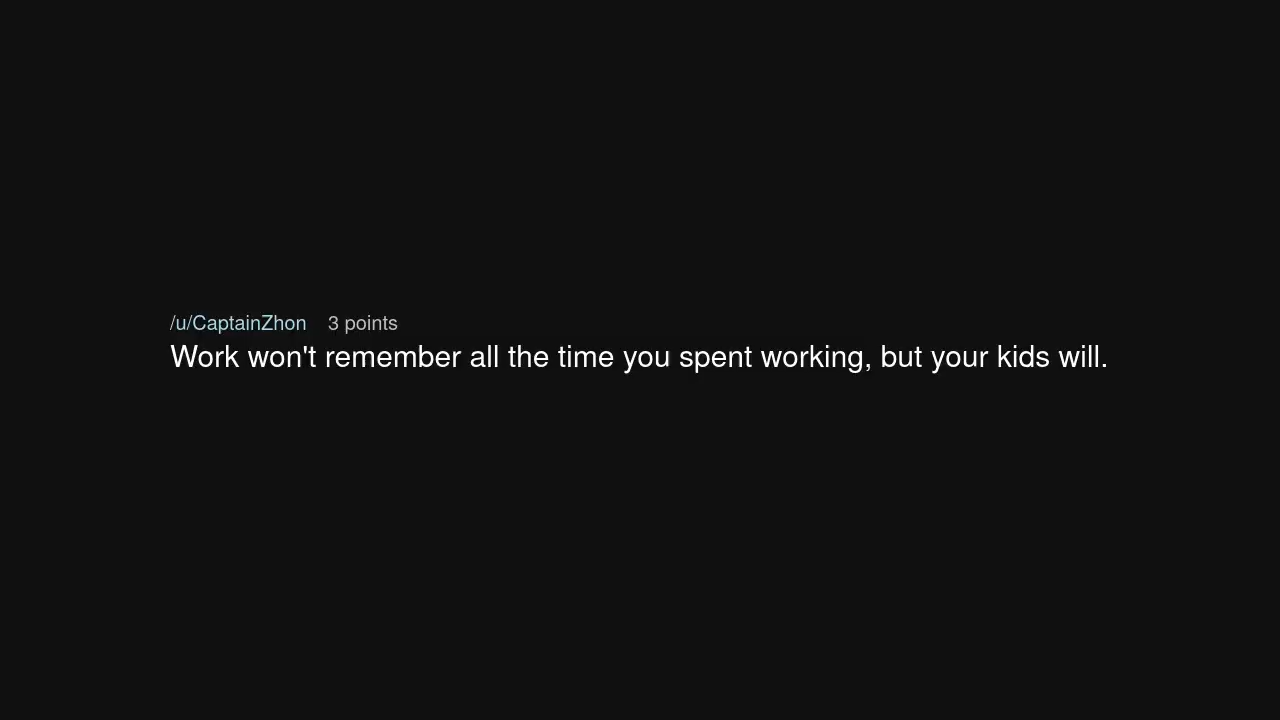 /u/CaptainZhon 3 points
Work won't remember all the time you spent working, but your kids will.